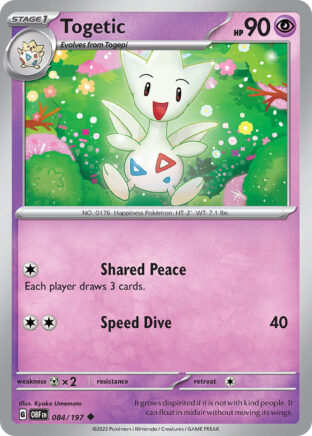 STAGE 1
Togetic
HP 90
Evolves from Togepi
NO. 0176 Happiness Pokémon HT: 2' WT: 7.1 lbs.
Shared Peace
Each player draws 3 cards.
Speed Dive 40
weakness ×2 resistance retreat
Illus. Kyoko Umemoto
G OBF EN 084/197
It grows dispirited if it is not with kind people. It
can float in midair without moving its wings.
©2023 Pokémon / Nintendo / Creatures / GAME FREAK